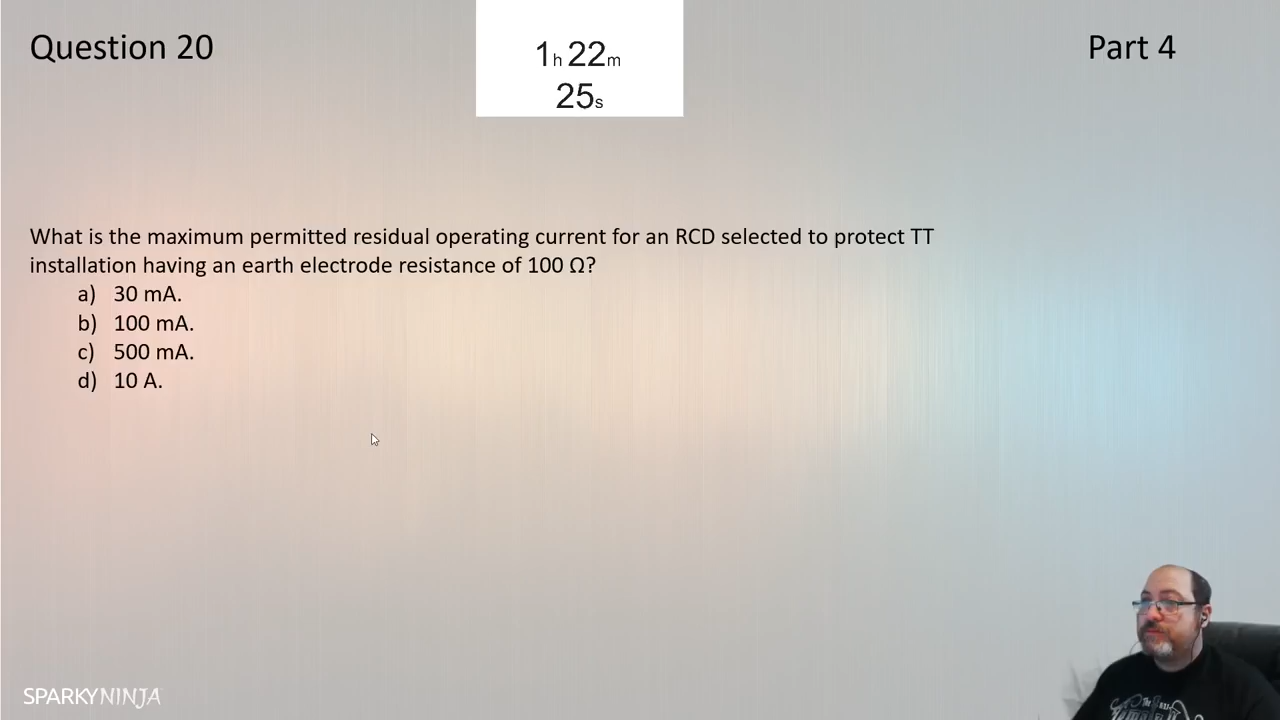 Question 20
1h 22m
25s
Part 4
What is the maximum permitted residual operating current for an RCD selected to protect TT
installation having an earth electrode resistance of 100 Ω?
a) 30 mA.
b) 100 mA.
c) 500 mA.
d) 10 A.
SPARKYNINJA